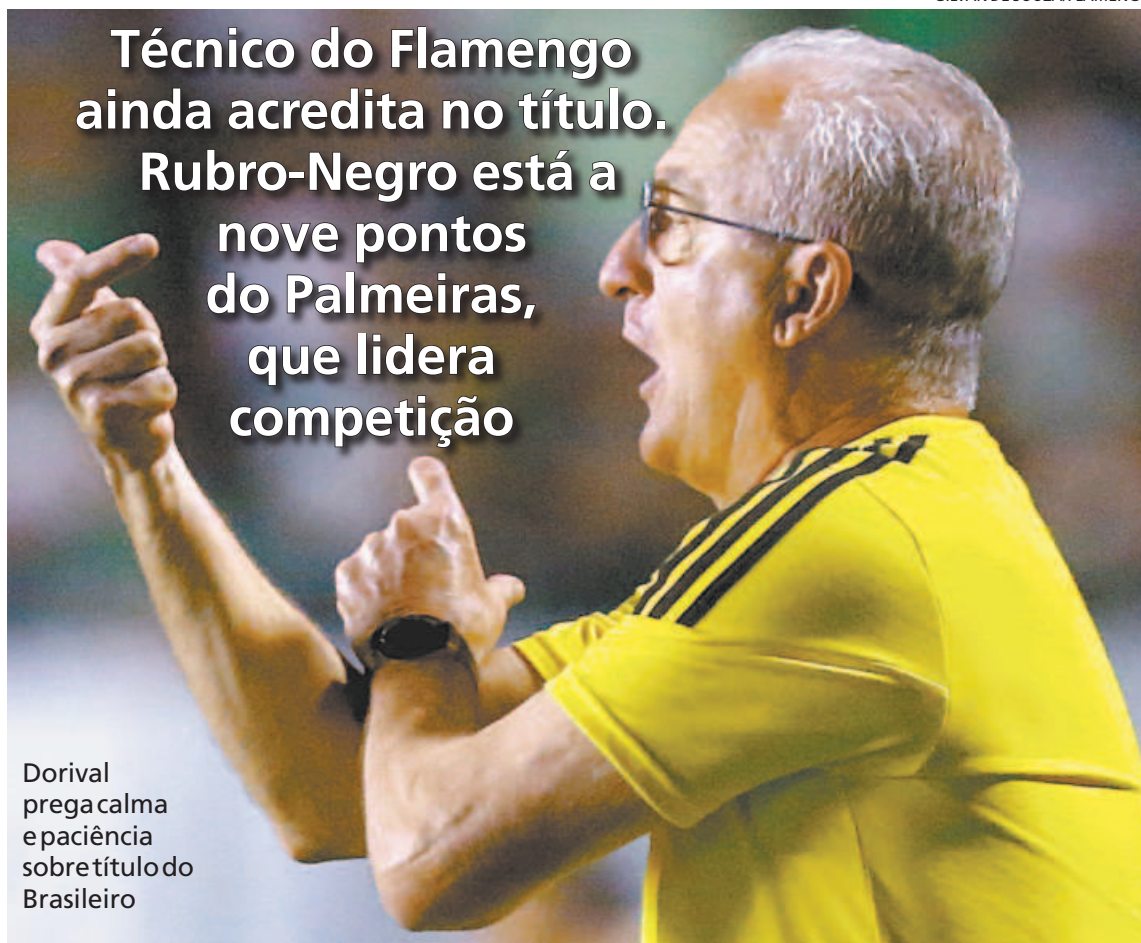 Técnico do Flamengo
ainda acredita no título.
Rubro-Negro está a
nove pontos
do Palmeiras,
que lidera
competição
Dorival
prega calma
e paciência
sobre título do
Brasileiro